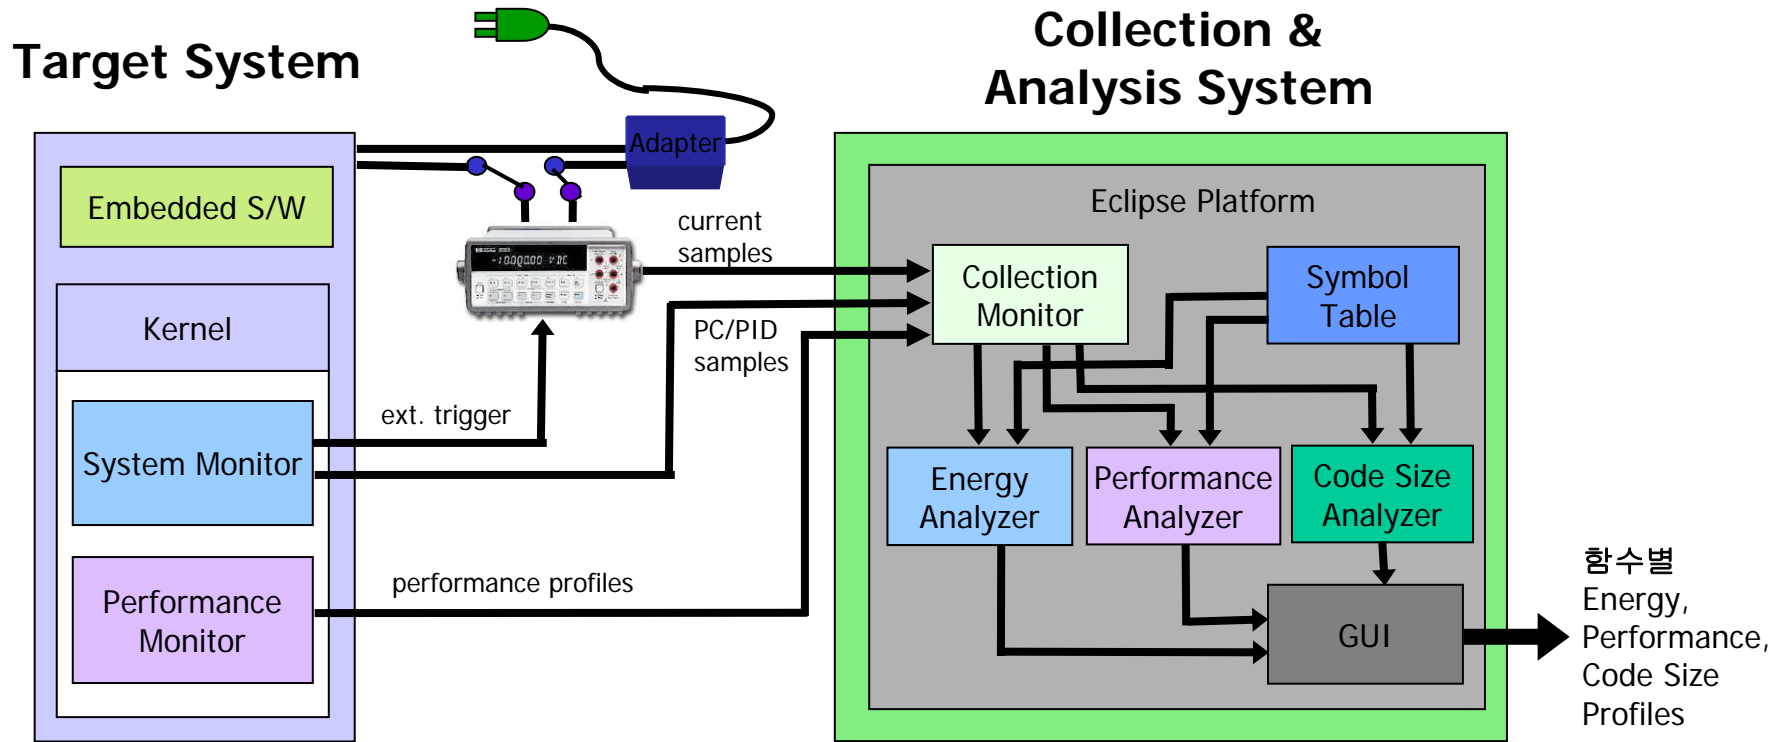 Target System
Collection &
Analysis System
Adapter
Embedded S/W
Kernel
System Monitor
Performance
Monitor
ext. trigger
performance profiles
current
samples
PC/PID
samples
Eclipse Platform
Collection
Monitor
Symbol
Table
Energy
Analyzer
Performance
Analyzer
Code Size
Analyzer
GUI
함수별
Energy,
Performance,
Code Size
Profiles